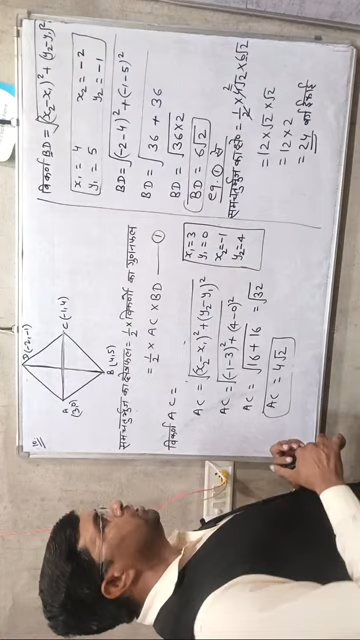 10.
D(-2,-1)
A
(3,0)
C(-1,4)
B(4,5)
समचतुर्भुज का क्षेत्रफल = 1/2 × विकर्णों का गुणनफल
= 1/2 × AC × BD —— ①
विकर्ण AC =
x₁=3
y₁=0
x₂=-1
y₂=4
AC = √(x₂-x₁)²+(y₂-y₁)²
AC = √(-1-3)²+(4-0)²
AC = √16+16 = √32
AC = 4√2
विकर्ण BD = √(x₂-x₁)²+(y₂-y₁)²
x₁ = 4 x₂ = -2
y₁ = 5 y₂ = -1
BD = √(-2-4)²+(-1-5)²
BD = √36+36
BD = √36×2
BD = 6√2
eq. ① से
समचतुर्भुज का क्षे० = 1/2 × 4√2 × 6√2
= 12 × √2 × √2
= 12 × 2
= 24 वर्ग इकाई